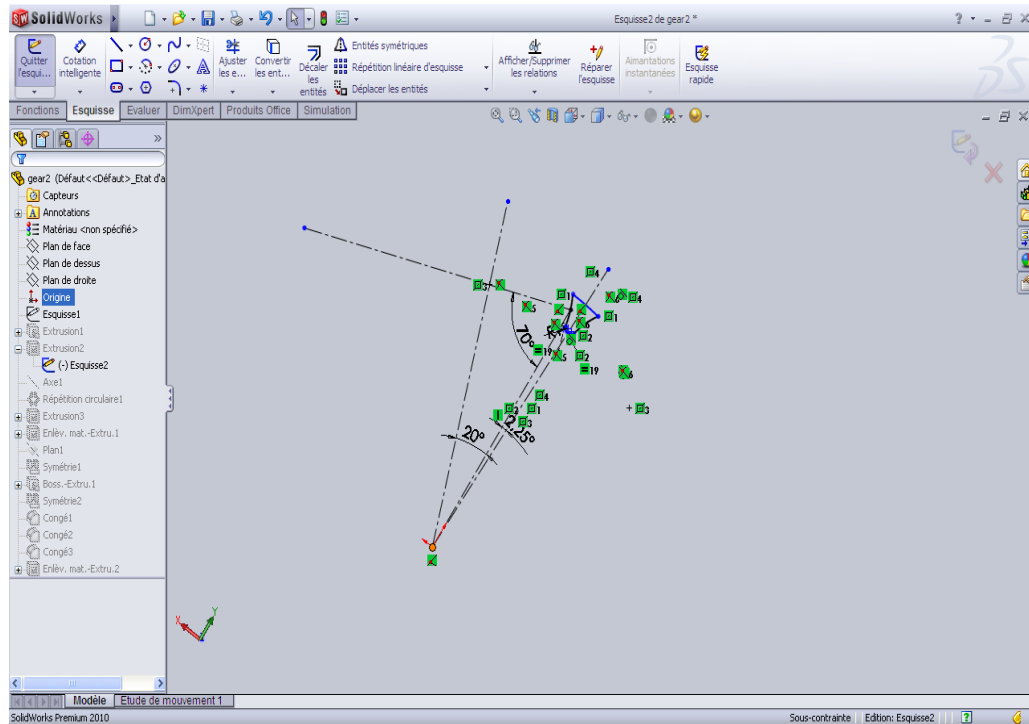 SolidWorks
Esquisse2 de gear2 *
Quitter l'esqui...
Cotation intelligente
Ajuster les e...
Convertir les ent...
Décaler les entités
Entités symétriques
Répétition linéaire d'esquisse
Déplacer les entités
Afficher/Supprimer les relations
Réparer l'esquisse
Aimantations instantanées
Esquisse rapide
Fonctions Esquisse Evaluer DimXpert Produits Office Simulation
gear2 (Défaut<<Défaut>_Etat d'a
Capteurs
Annotations
Matériau <non spécifié>
Plan de face
Plan de dessus
Plan de droite
Origine
Esquisse1
Extrusion1
Extrusion2
(-) Esquisse2
Axe1
Répétition circulaire1
Extrusion3
Enlèv. mat.-Extru.1
Plan1
Symétrie1
Boss.-Extru.1
Symétrie2
Congé1
Congé2
Congé3
Enlèv. mat.-Extru.2
70°
20°
2,25°
19
19
X
Y
Modèle Etude de mouvement 1
SolidWorks Premium 2010 Sous-contrainte Edition: Esquisse2